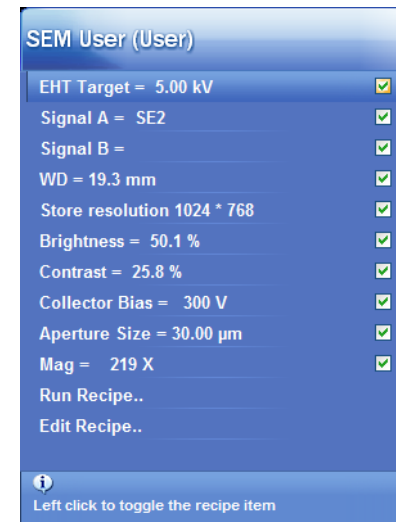 SEM User (User)
EHT Target = 5.00 kV
Signal A = SE2
Signal B =
WD = 19.3 mm
Store resolution 1024 * 768
Brightness = 50.1 %
Contrast = 25.8 %
Collector Bias = 300 V
Aperture Size = 30.00 µm
Mag = 219 X
Run Recipe..
Edit Recipe..
Left click to toggle the recipe item